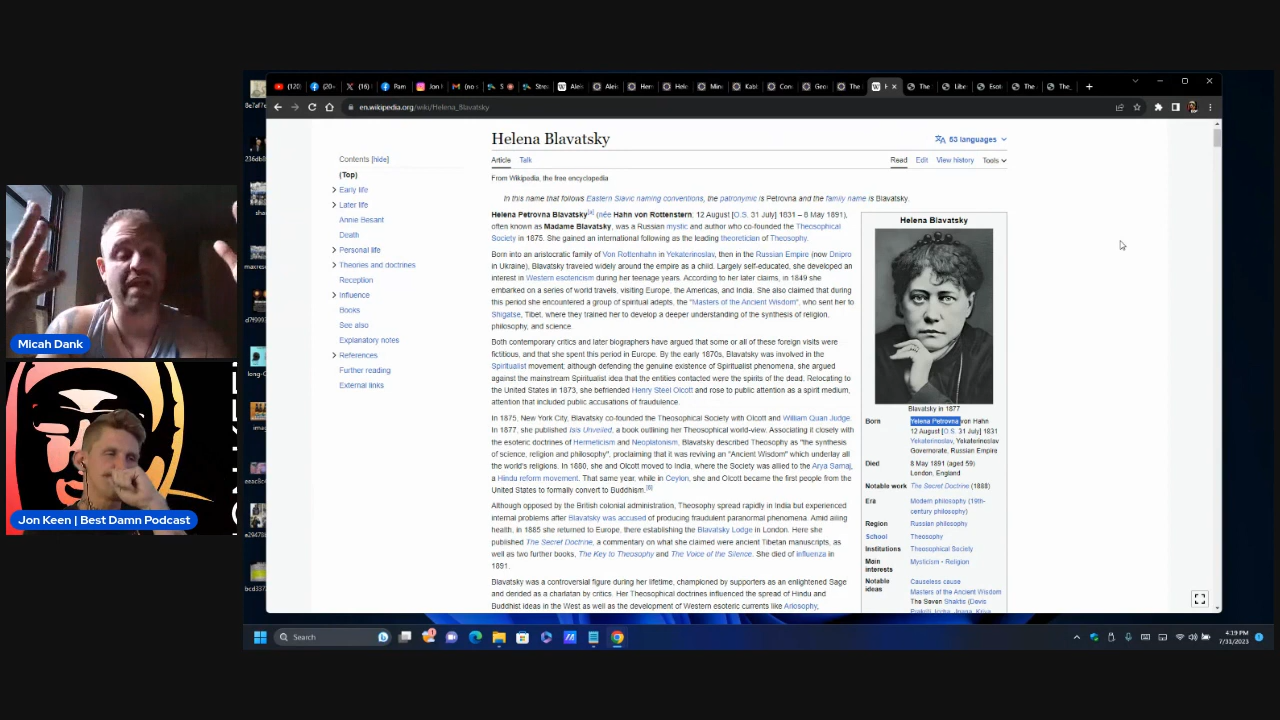 (120)
(20+
(16)
Pam
Jon I
(no s
S
Stre
Alei
Alei
Herr
Hele
Min
Kabl
Con
Geo
The
H
The
Libe
Esot
The
The_
en.wikipedia.org/wiki/Helena_Blavatsky
Helena Blavatsky
63 languages
Article Talk
Read Edit View history Tools
From Wikipedia, the free encyclopedia
Contents [hide]
(Top)
Early life
Later life
Annie Besant
Death
Personal life
Theories and doctrines
Reception
Influence
Books
See also
Explanatory notes
References
Further reading
External links
In this name that follows Eastern Slavic naming conventions, the patronymic is Petrovna and the family name is Blavatsky.
Helena Petrovna Blavatsky[a] (née Hahn von Rottenstern; 12 August [O.S. 31 July] 1831 – 8 May 1891),
often known as Madame Blavatsky, was a Russian mystic and author who co-founded the Theosophical
Society in 1875. She gained an international following as the leading theoretician of Theosophy.
Born into an aristocratic family of Von Rottenhahn in Yekaterinoslav, then in the Russian Empire (now Dnipro
in Ukraine), Blavatsky traveled widely around the empire as a child. Largely self-educated, she developed an
interest in Western esotericism during her teenage years. According to her later claims, in 1849 she
embarked on a series of world travels, visiting Europe, the Americas, and India. She also claimed that during
this period she encountered a group of spiritual adepts, the "Masters of the Ancient Wisdom", who sent her to
Shigatse, Tibet, where they trained her to develop a deeper understanding of the synthesis of religion,
philosophy, and science.
Both contemporary critics and later biographers have argued that some or all of these foreign visits were
fictitious, and that she spent this period in Europe. By the early 1870s, Blavatsky was involved in the
Spiritualist movement; although defending the genuine existence of Spiritualist phenomena, she argued
against the mainstream Spiritualist idea that the entities contacted were the spirits of the dead. Relocating to
the United States in 1873, she befriended Henry Steel Olcott and rose to public attention as a spirit medium,
attention that included public accusations of fraudulence.
In 1875, New York City, Blavatsky co-founded the Theosophical Society with Olcott and William Quan Judge.
In 1877, she published Isis Unveiled, a book outlining her Theosophical world-view. Associating it closely with
the esoteric doctrines of Hermeticism and Neoplatonism, Blavatsky described Theosophy as "the synthesis
of science, religion and philosophy", proclaiming that it was reviving an "Ancient Wisdom" which underlay all
the world's religions. In 1880, she and Olcott moved to India, where the Society was allied to the Arya Samaj,
a Hindu reform movement. That same year, while in Ceylon, she and Olcott became the first people from the
United States to formally convert to Buddhism.[6]
Although opposed by the British colonial administration, Theosophy spread rapidly in India but experienced
internal problems after Blavatsky was accused of producing fraudulent paranormal phenomena. Amid ailing
health, in 1885 she returned to Europe, there establishing the Blavatsky Lodge in London. Here she
published The Secret Doctrine, a commentary on what she claimed were ancient Tibetan manuscripts, as
well as two further books, The Key to Theosophy and The Voice of the Silence. She died of influenza in
1891.
Blavatsky was a controversial figure during her lifetime, championed by supporters as an enlightened Sage
and derided as a charlatan by critics. Her Theosophical doctrines influenced the spread of Hindu and
Buddhist ideas in the West as well as the development of Western esoteric currents like Ariosophy,
Helena Blavatsky
Blavatsky in 1877
Born Yelena Petrovna von Hahn
12 August [O.S. 31 July] 1831
Yekaterinoslav, Yekaterinoslav
Governorate, Russian Empire
Died 8 May 1891 (aged 59)
London, England
Notable work The Secret Doctrine (1888)
Era Modern philosophy (19th-
century philosophy)
Region Russian philosophy
School Theosophy
Institutions Theosophical Society
Main Mysticism • Religion
interests
Notable Causeless cause
ideas Masters of the Ancient Wisdom
The Seven Shaktis (Devis
Micah Dank
Jon Keen | Best Damn Podcast
Search
4:19 PM
7/31/2023